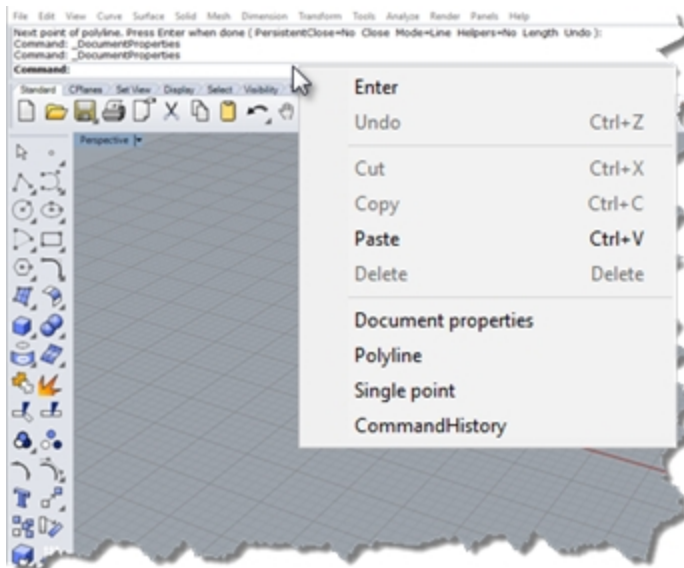 File Edit View Curve Surface Solid Mesh Dimension Transform Tools Analyze Render Panels Help
Next point of polyline. Press Enter when done ( PersistentClose=No Close Mode=Line Helpers=No Length Undo ):
Command: _DocumentProperties
Command: _DocumentProperties
Command:
Standard CPlanes Set View Display Select Visibility
Perspective
Enter
Undo Ctrl+Z
Cut Ctrl+X
Copy Ctrl+C
Paste Ctrl+V
Delete Delete
Document properties
Polyline
Single point
CommandHistory